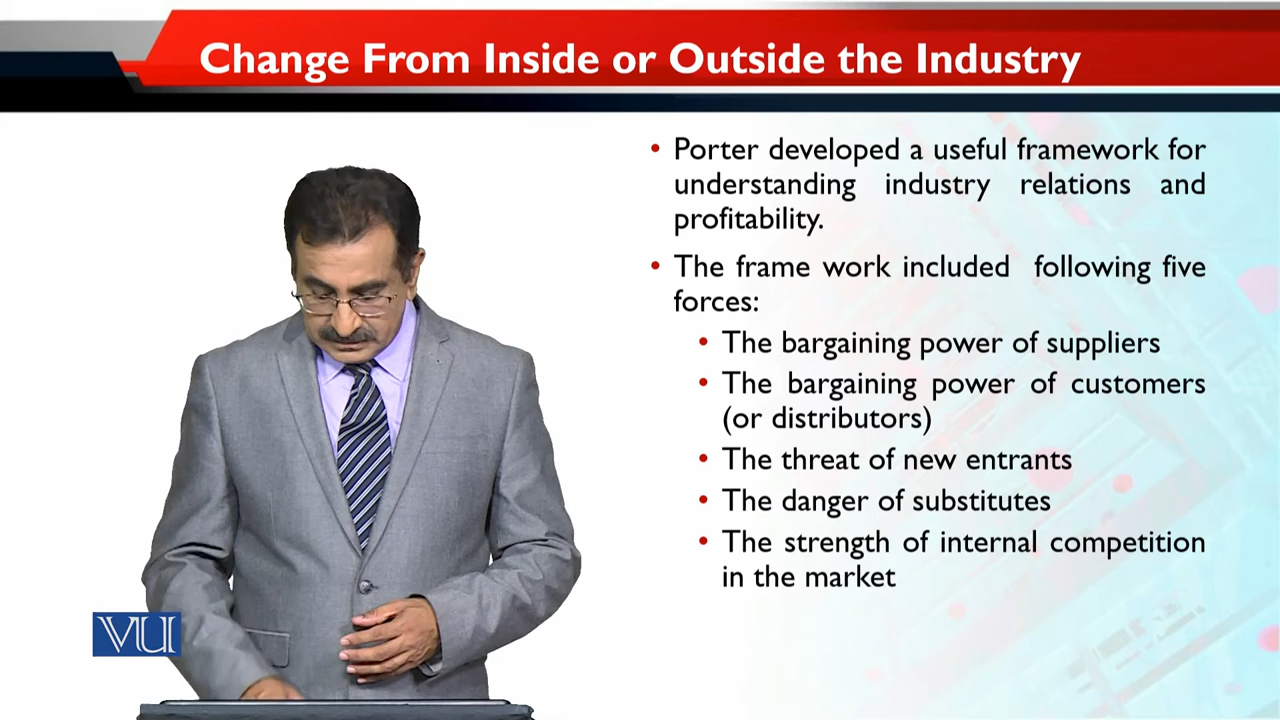 Change From Inside or Outside the Industry
• Porter developed a useful framework for
understanding industry relations and
profitability.
• The frame work included following five
forces:
• The bargaining power of suppliers
• The bargaining power of customers
(or distributors)
• The threat of new entrants
• The danger of substitutes
• The strength of internal competition
in the market
VU